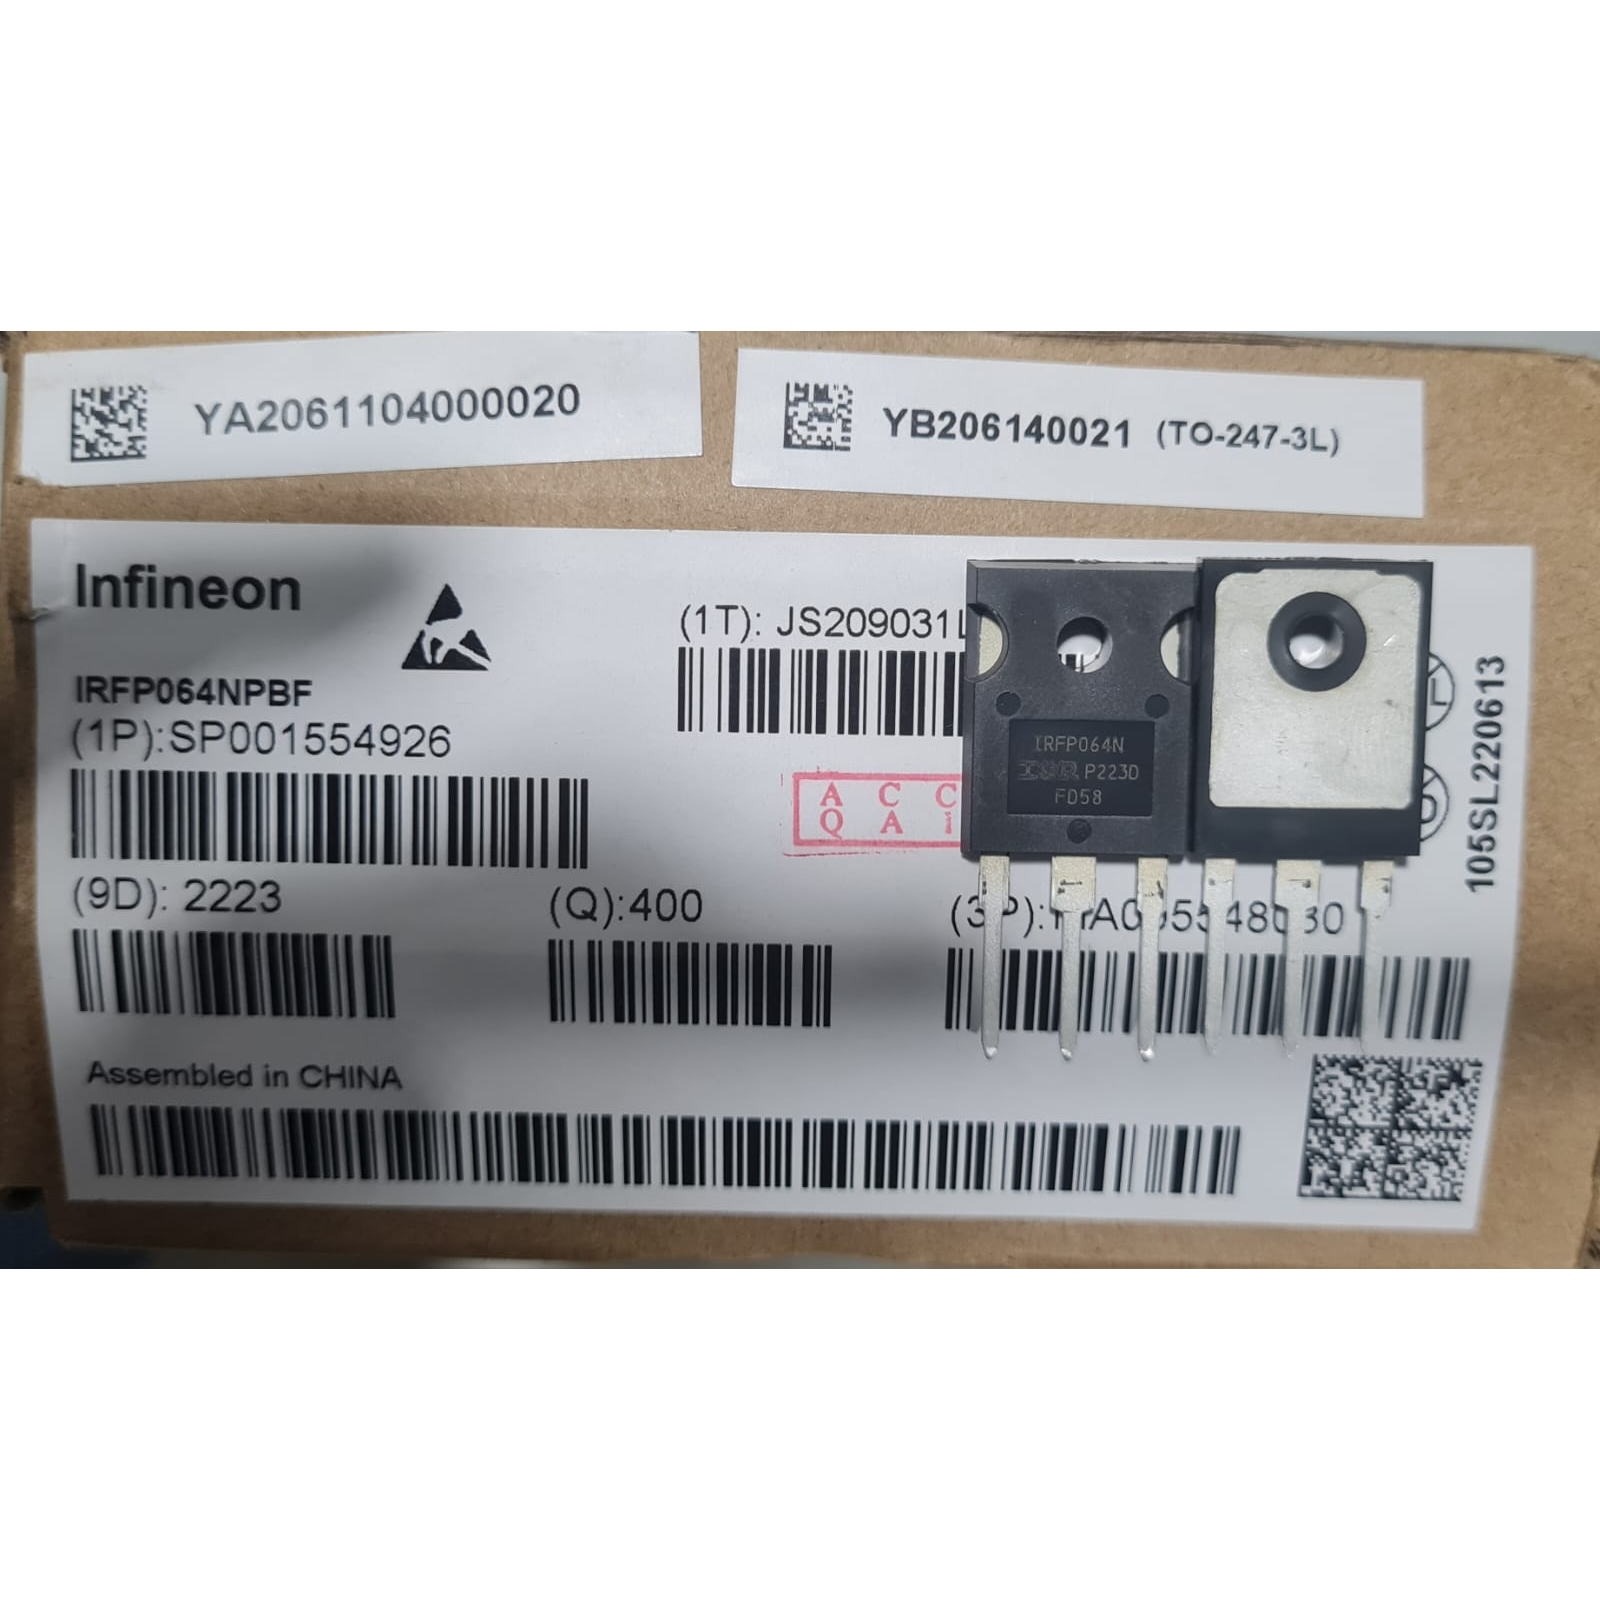 YA2061104000020
YB206140021 (TO-247-3L)
Infineon
(1T): JS209031
IRFP064NPBF
(1P):SP001554926
IRFP064N
P223D
FD58
A C C
Q A
(9D): 2223
(Q):400
Assembled in CHINA
105SL220613